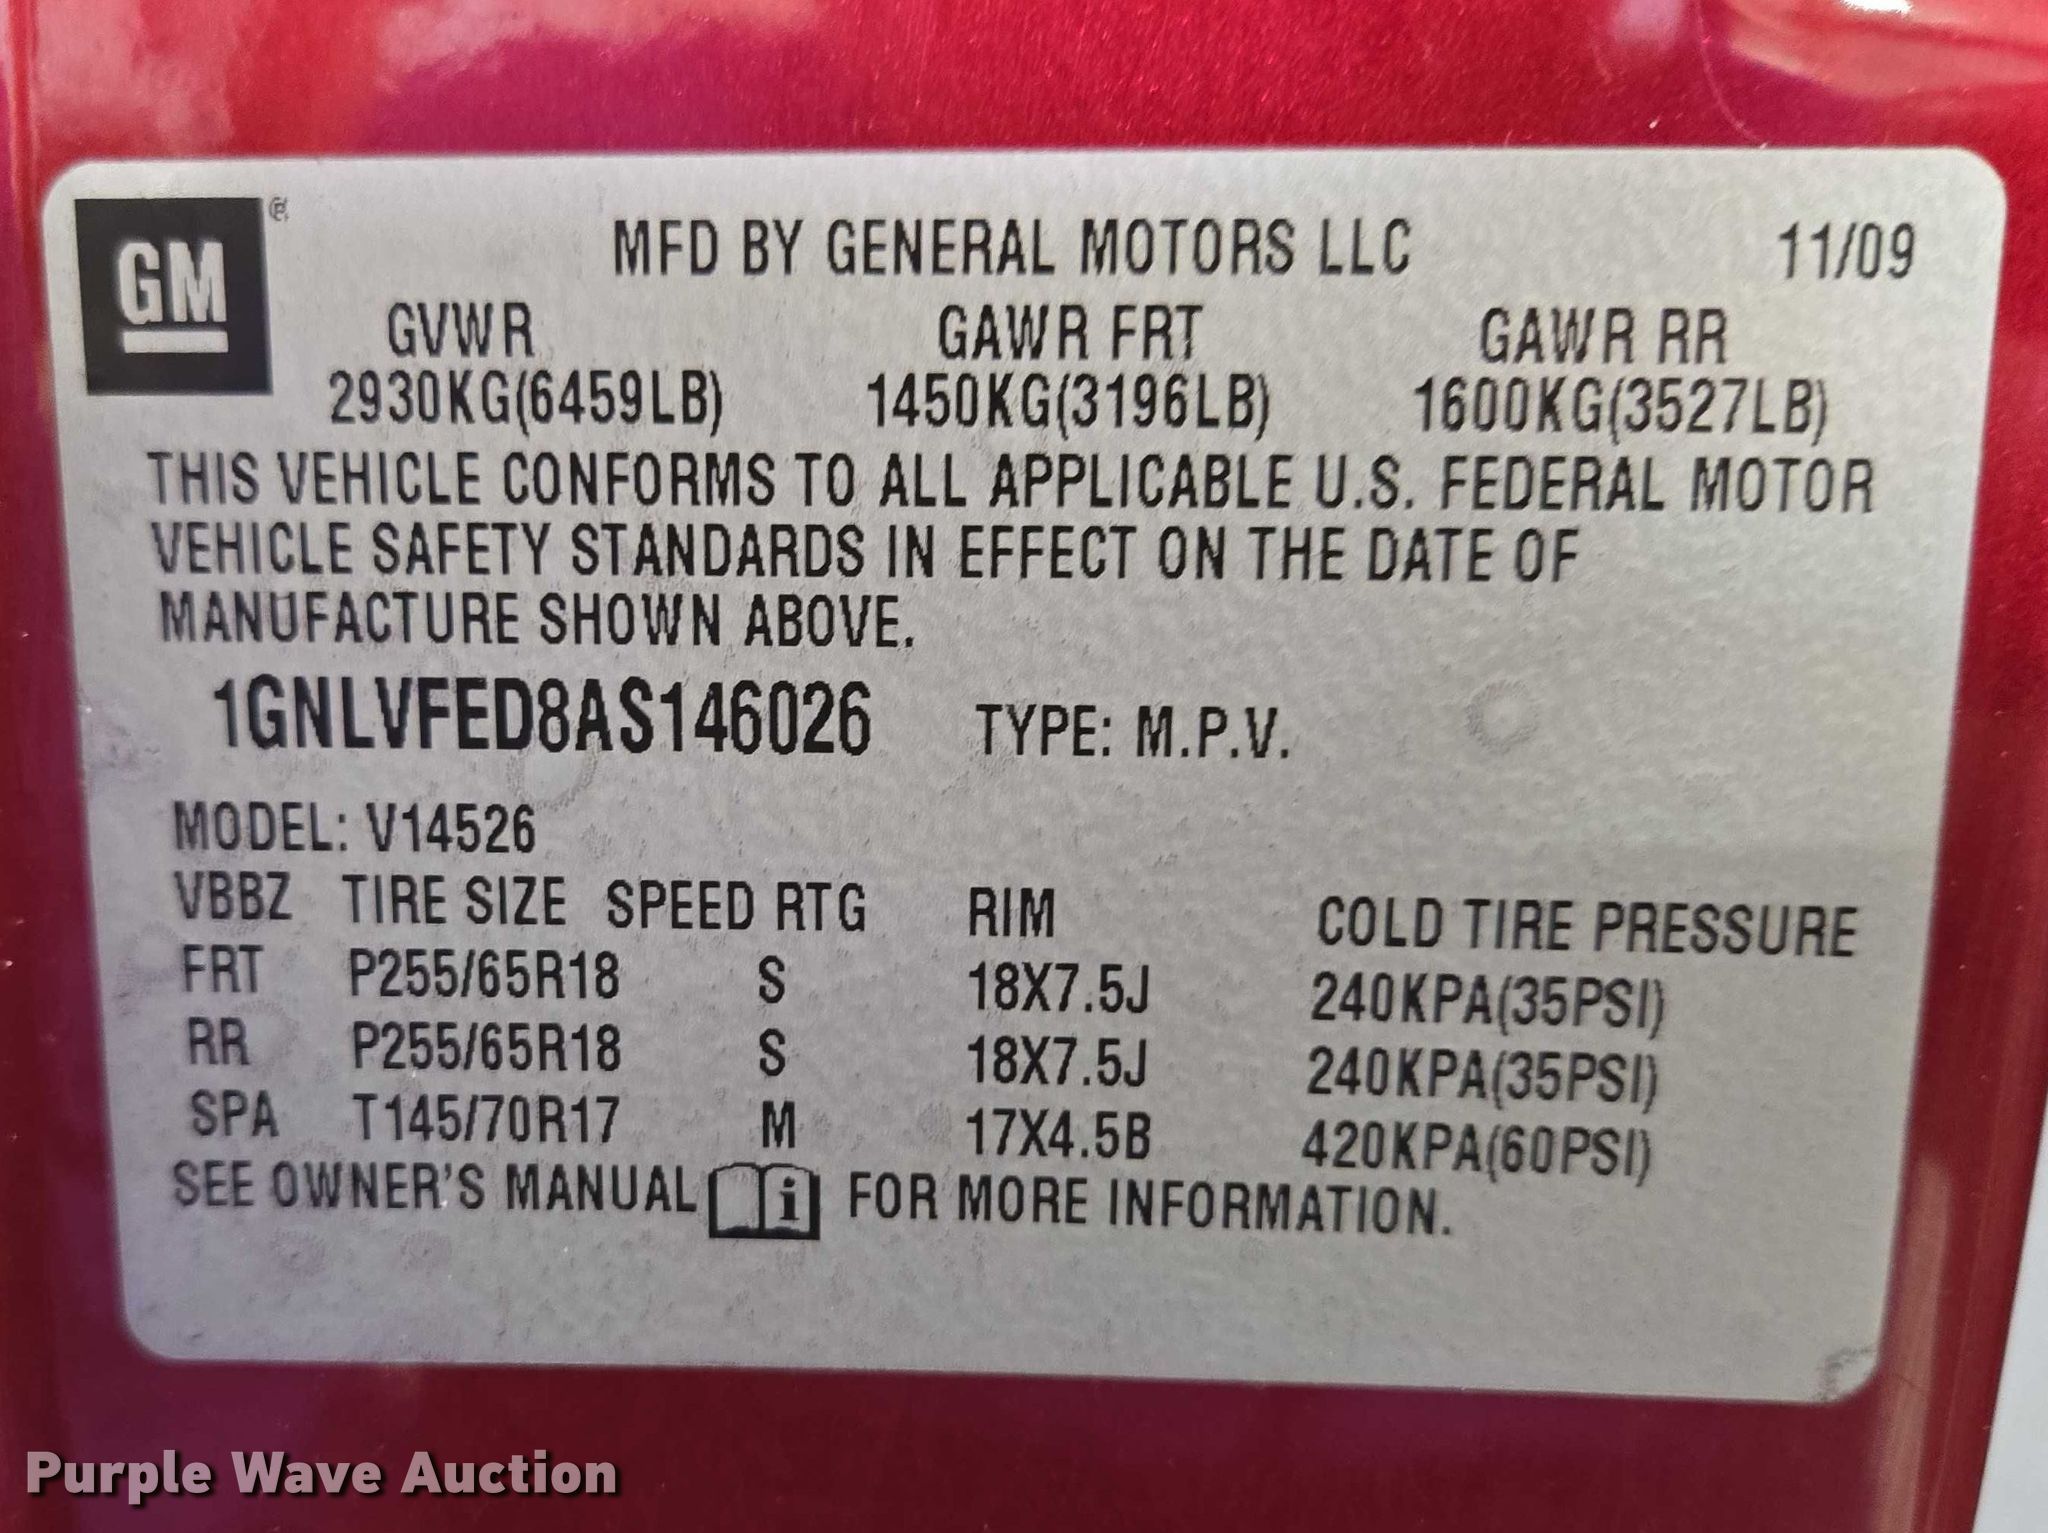 GM ®
MFD BY GENERAL MOTORS LLC 11/09
GVWR GAWR FRT GAWR RR
2930KG(6459LB) 1450KG(3196LB) 1600KG(3527LB)
THIS VEHICLE CONFORMS TO ALL APPLICABLE U.S. FEDERAL MOTOR
VEHICLE SAFETY STANDARDS IN EFFECT ON THE DATE OF
MANUFACTURE SHOWN ABOVE.
1GNLVFED8AS146026 TYPE: M.P.V.
MODEL: V14526
VBBZ TIRE SIZE SPEED RTG RIM COLD TIRE PRESSURE
FRT P255/65R18 S 18X7.5J 240KPA(35PSI)
RR P255/65R18 S 18X7.5J 240KPA(35PSI)
SPA T145/70R17 M 17X4.5B 420KPA(60PSI)
SEE OWNER'S MANUAL i FOR MORE INFORMATION.
Purple Wave Auction